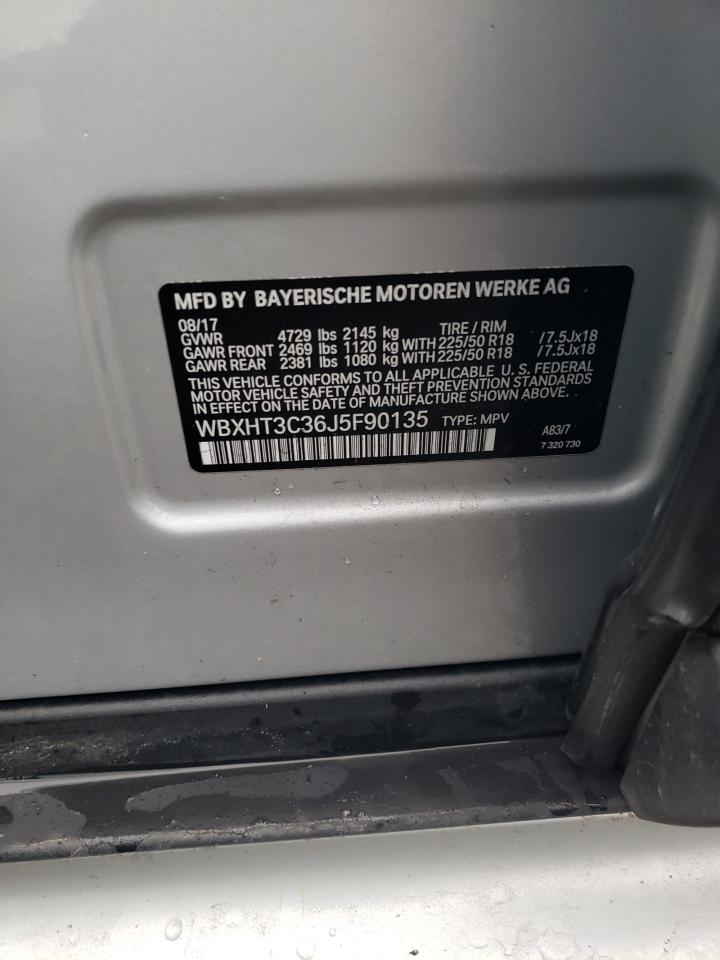 MFD BY BAYERISCHE MOTOREN WERKE AG
08/17 TIRE / RIM
GVWR 4729 lbs 2145 kg
GAWR FRONT 2469 lbs 1120 kg WITH 225/50 R18 /7.5Jx18
GAWR REAR 2381 lbs 1080 kg WITH 225/50 R18 /7.5Jx18
THIS VEHICLE CONFORMS TO ALL APPLICABLE U. S. FEDERAL
MOTOR VEHICLE SAFETY AND THEFT PREVENTION STANDARDS
IN EFFECT ON THE DATE OF MANUFACTURE SHOWN ABOVE.
WBXHT3C36J5F90135 TYPE: MPV
A83/7
7 320 730